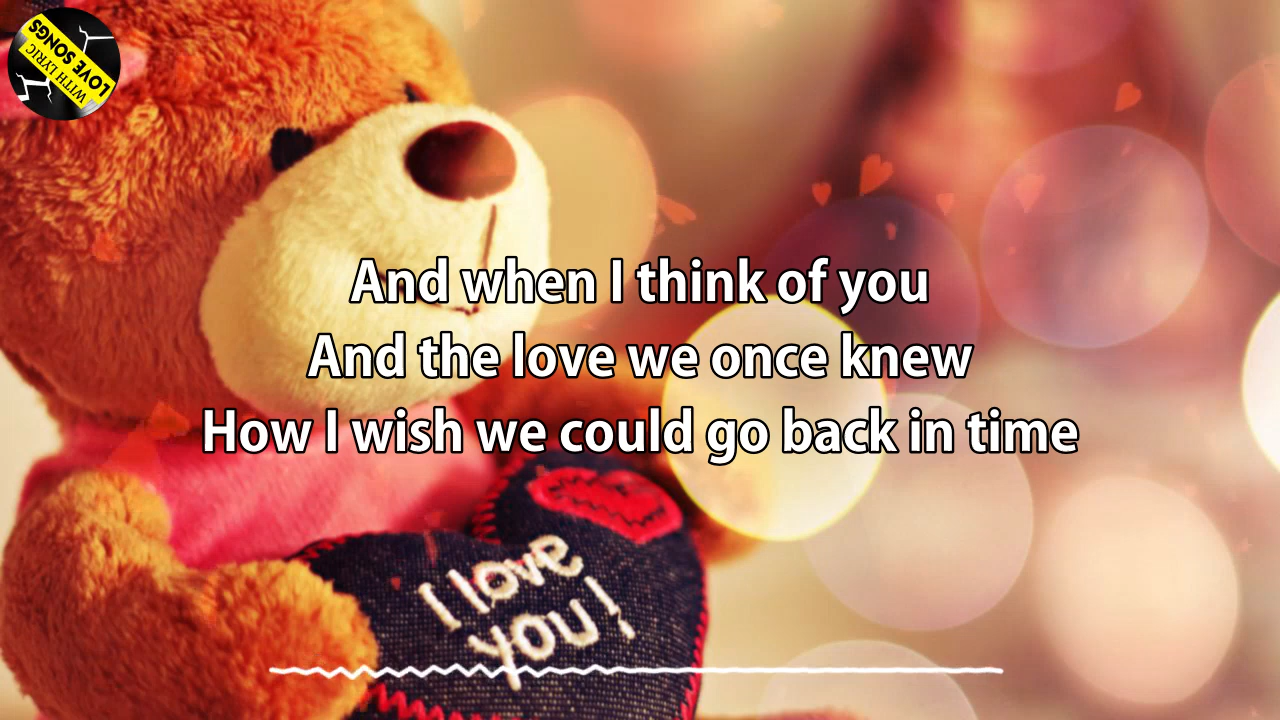 LOVE SONGS
WITH LYRIC
And when I think of you
And the love we once knew
How I wish we could go back in time
I love
you!